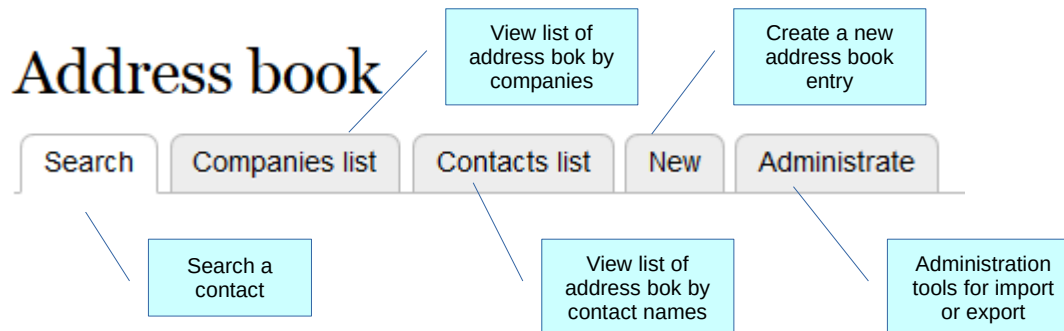 View list of
address bok by
companies
Create a new
address book
entry
Address book
Search
Companies list
Contacts list
New
Administrate
Search a
contact
View list of
address bok by
contact names
Administration
tools for import
or export